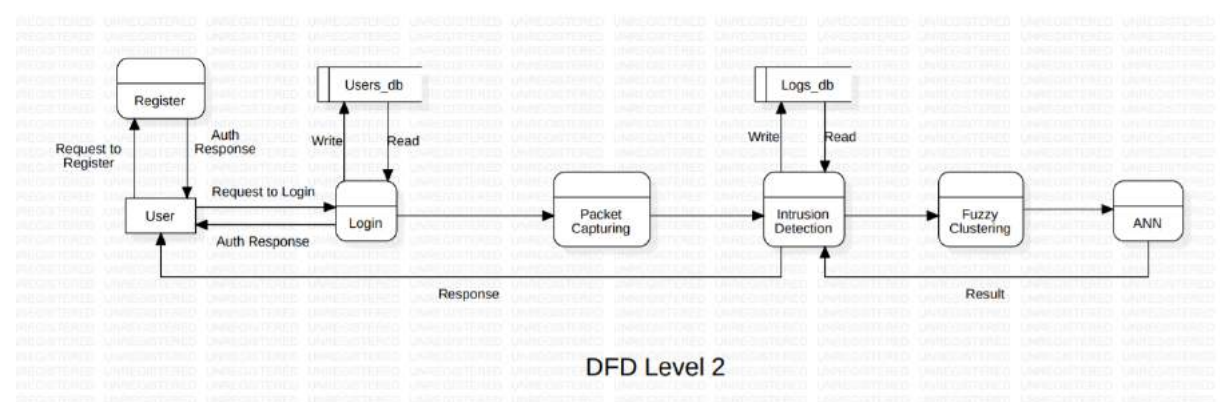 Register
Users_db
Logs_db
Request to
Register
Auth
Response
Write
Read
Write
Read
User
Request to Login
Auth Response
Login
Packet
Capturing
Intrusion
Detection
Fuzzy
Clustering
ANN
Response
Result
DFD Level 2
UNREGISTERED